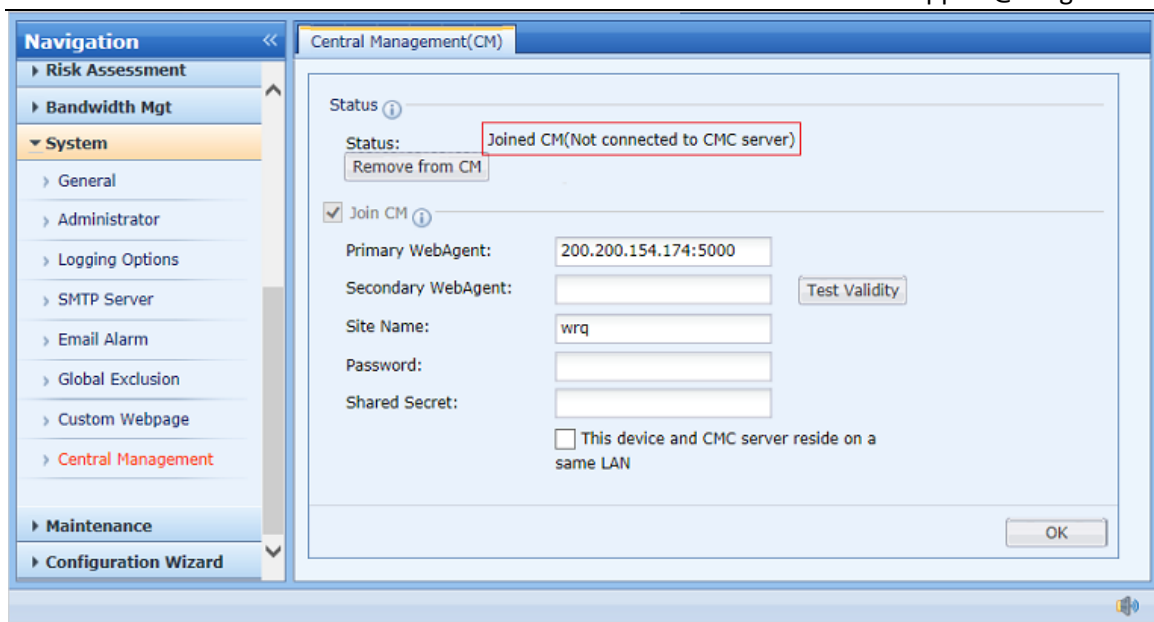 Navigation
Risk Assessment
Bandwidth Mgt
System
General
Administrator
Logging Options
SMTP Server
Email Alarm
Global Exclusion
Custom Webpage
Central Management
Maintenance
Configuration Wizard
Central Management(CM)
Status
Status: Joined CM(Not connected to CMC server)
Remove from CM
Join CM
Primary WebAgent: 200.200.154.174:5000
Secondary WebAgent: Test Validity
Site Name: wrq
Password:
Shared Secret:
This device and CMC server reside on a
same LAN
OK